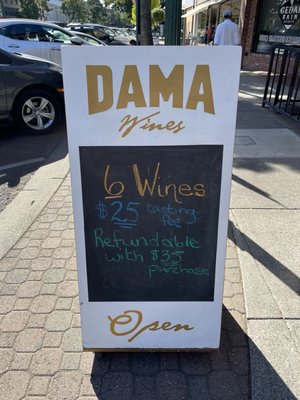 DAMA
Wines
6 Wines
$25 tasting
fee
Refundable
with $35
purchase
Open